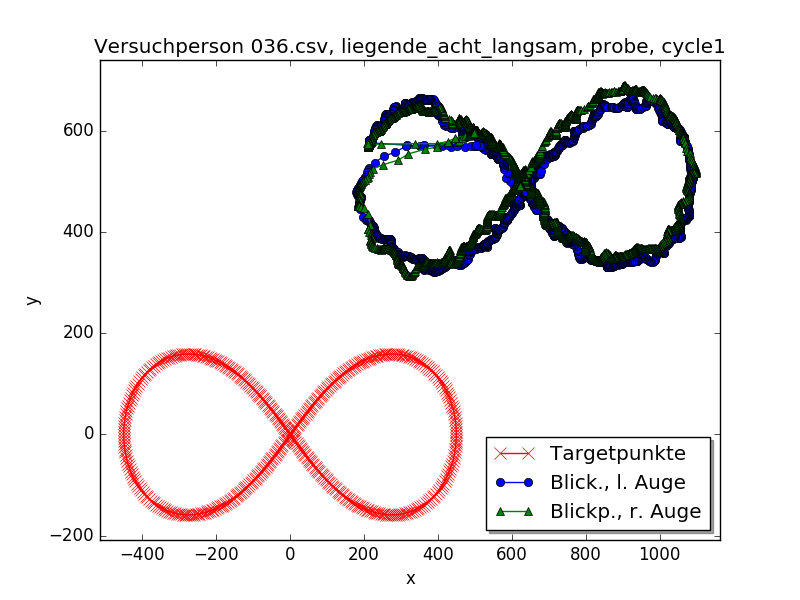 Versuchperson 036.csv, liegende_acht_langsam, probe, cycle1
600
400
y
200
0
−200
−400
−200
0
200
400
600
800
1000
x
Targetpunkte
Blick., l. Auge
Blickp., r. Auge